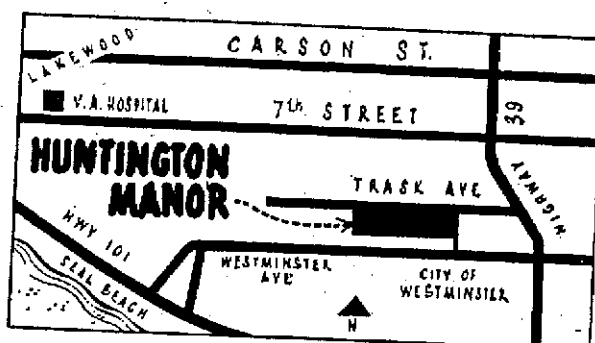 LAKEWOOD
CARSON ST.
V.A. HOSPITAL
7th STREET
39
HIGHWAY
HUNTINGTON
MANOR
TRASK AVE
HWY 101
SEAL BEACH
WESTMINSTER
AVE
CITY OF
WESTMINSTER
N